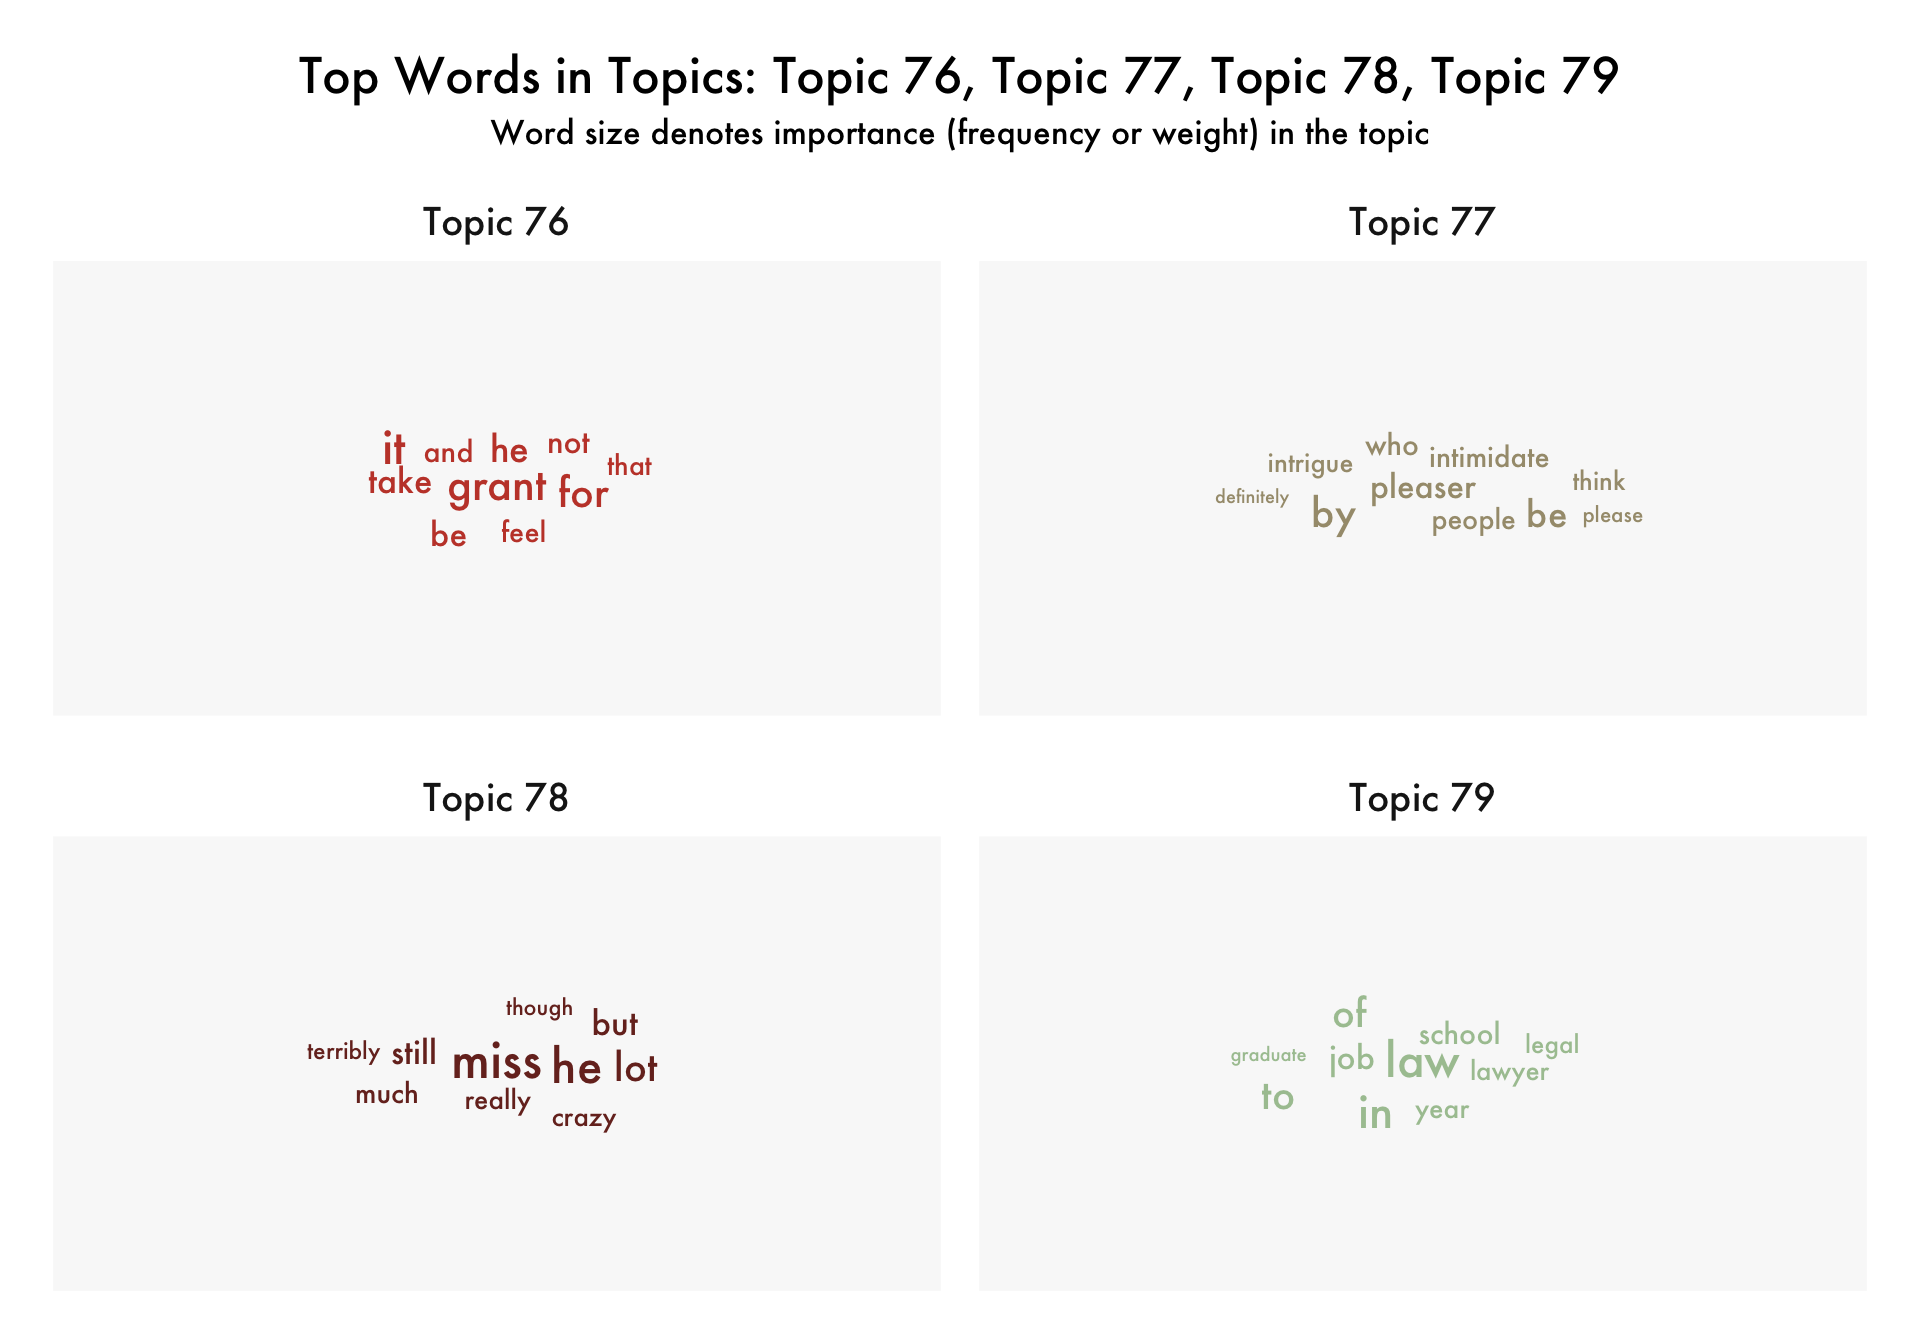 Top Words in Topics: Topic 76, Topic 77, Topic 78, Topic 79
Word size denotes importance (frequency or weight) in the topic
Topic 76
it and he not
that
take grant for
be feel
Topic 77
who
intrigue intimidate
think
definitely pleaser
by people be please
Topic 78
though
but
terribly still miss he lot
much really
crazy
Topic 79
of
school legal
graduate job law lawyer
to in year